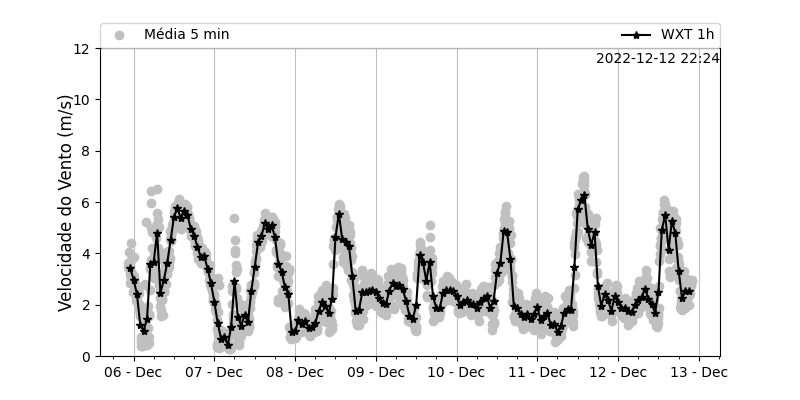 Média 5 min
WXT 1h
2022-12-12 22:24
Velocidade do Vento (m/s)
12
10
8
6
4
2
0
06 - Dec
07 - Dec
08 - Dec
09 - Dec
10 - Dec
11 - Dec
12 - Dec
13 - Dec